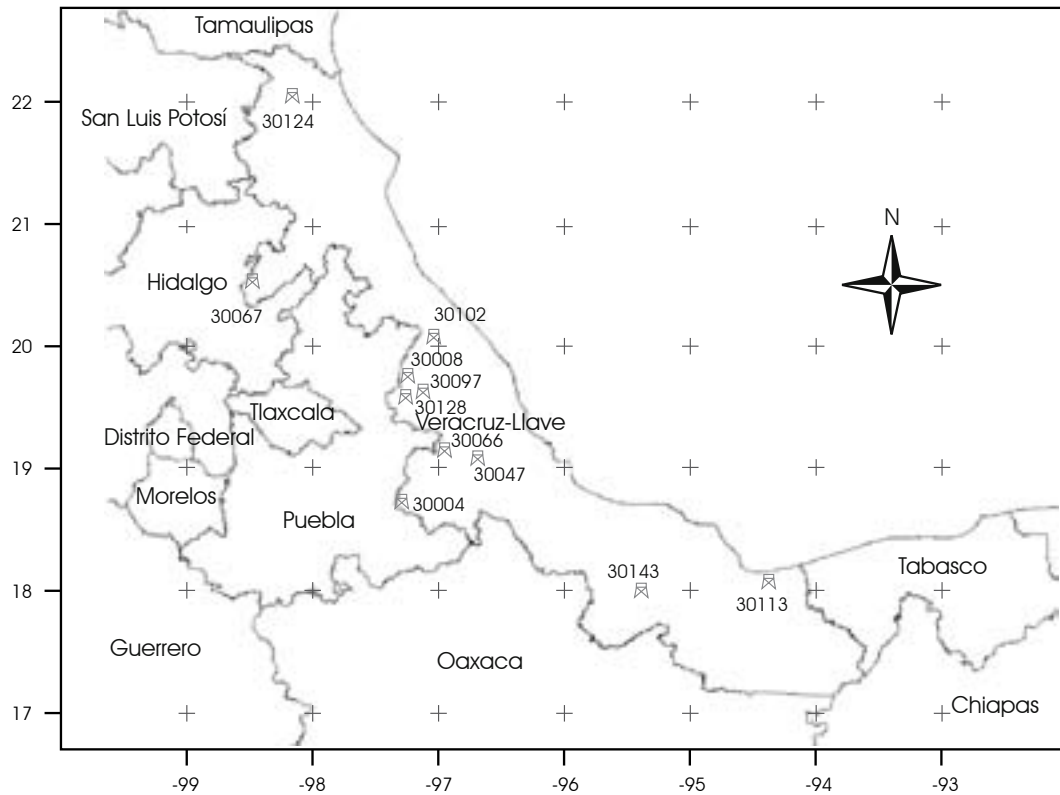 Tamaulipas
22
San Luis Potosí
30124
21
N
Hidalgo
30067
30102
20
30008
30097
Tlaxcala
30128
Veracruz-Llave
Distrito Federal
30066
19
30047
Morelos
30004
Puebla
30143
Tabasco
18
30113
Guerrero
Oaxaca
Chiapas
17
-99
-98
-97
-96
-95
-94
-93